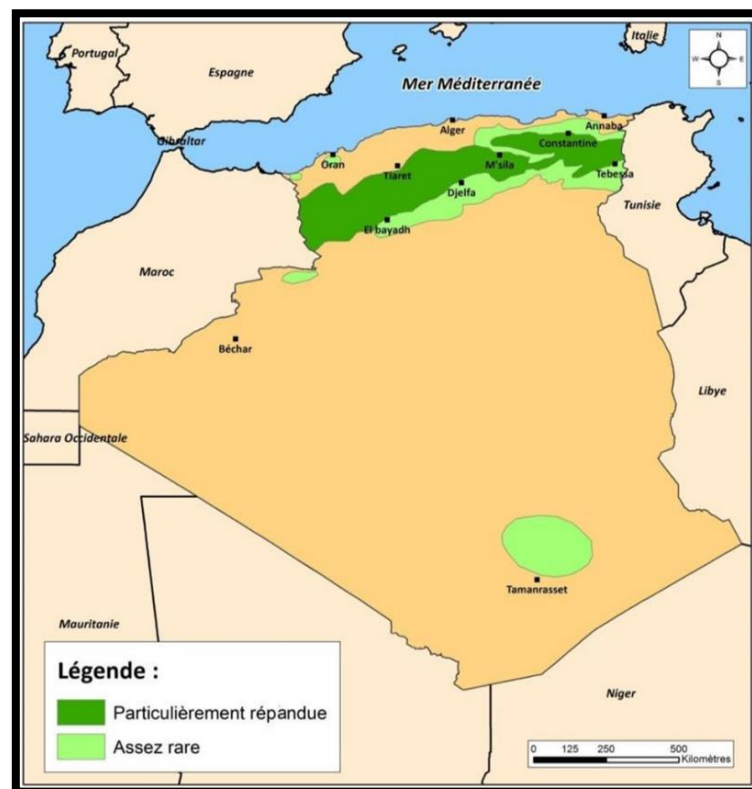 Portugal
Espagne
Italie
N
W
E
S
Mer Méditerranée
Gibraltar
Alger
Annaba
Constantine
Oran
Tiaret
M'sila
Tebessa
Djelfa
El bayadh
Tunisie
Maroc
Béchar
Libye
Sahara Occidentale
Tamanrasset
Mauritanie
Niger
Légende :
Particulièrement répandue
Assez rare
0 125 250 500
Kilomètres